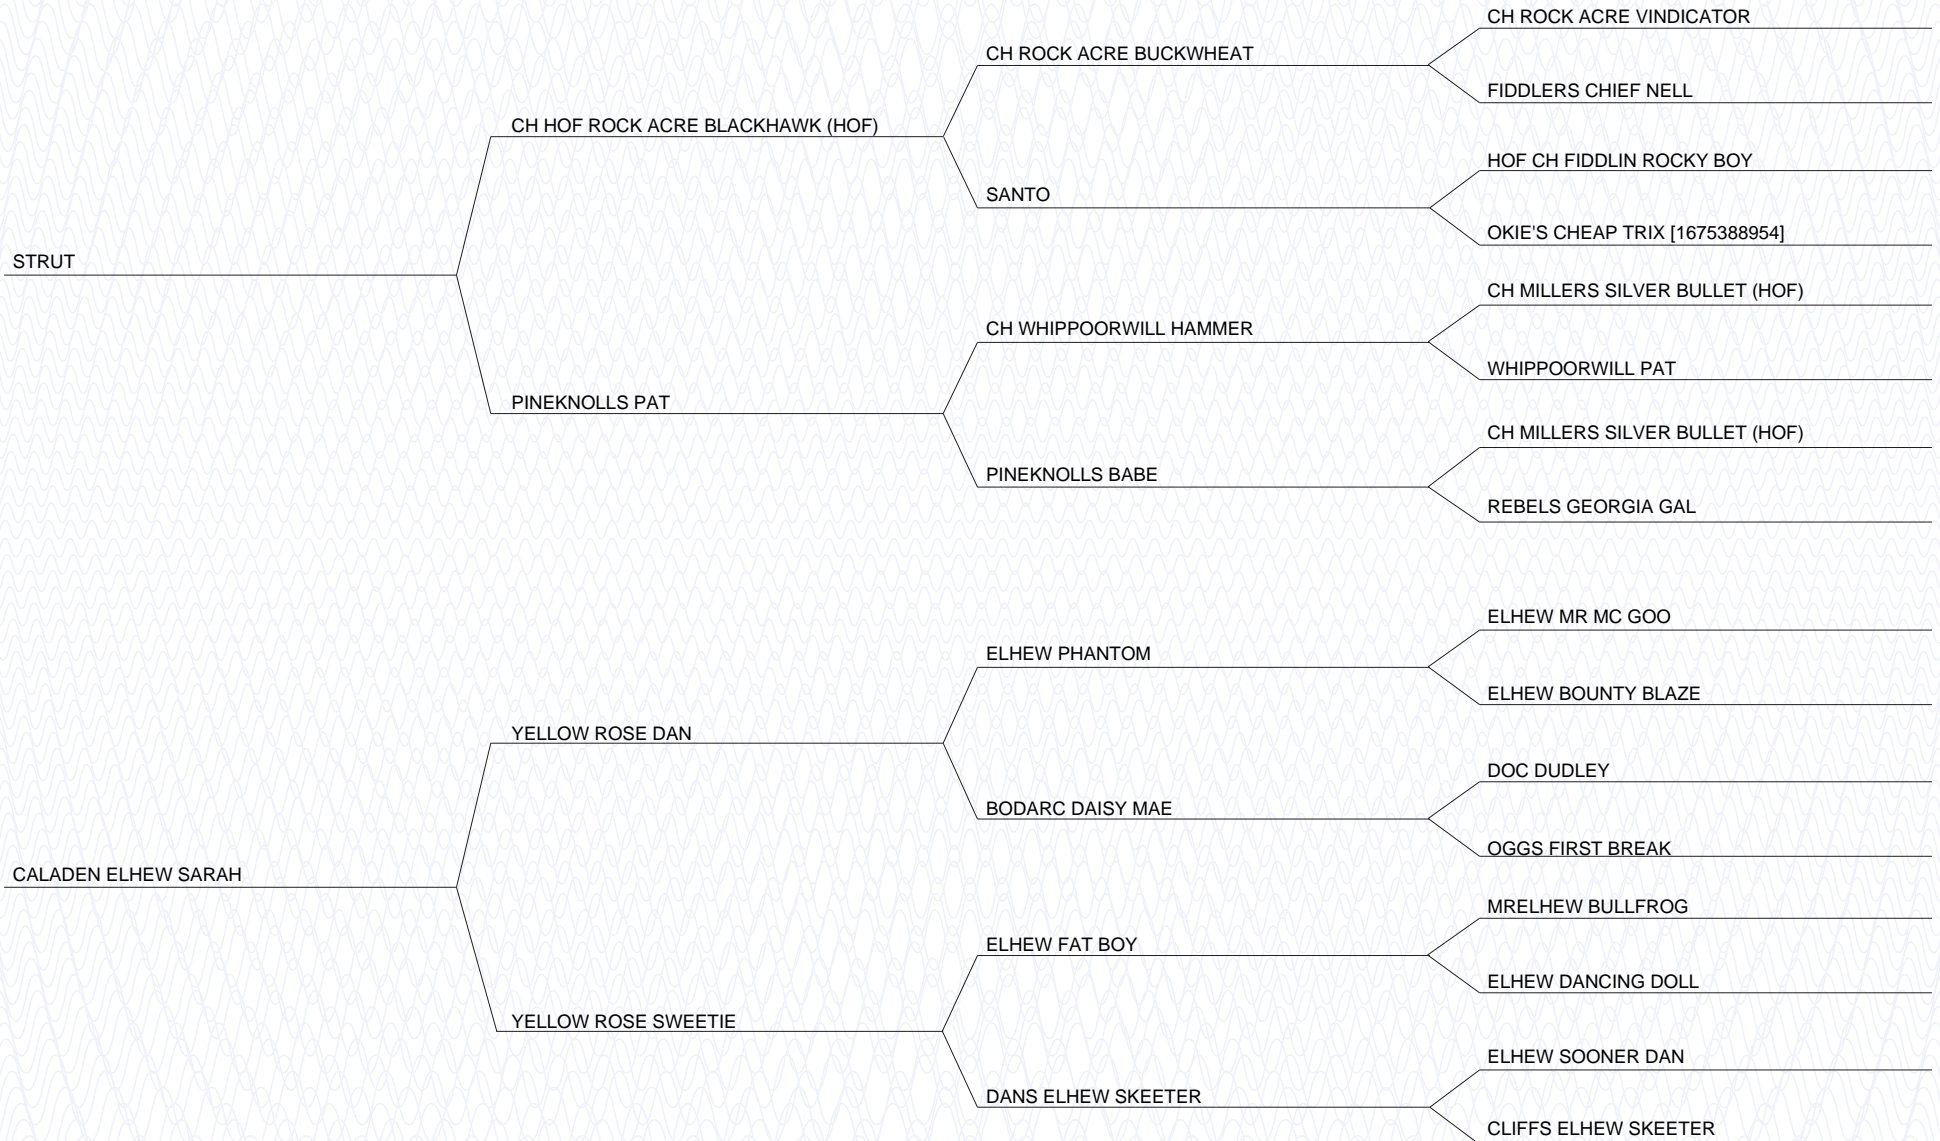 CH ROCK ACRE VINDICATOR
CH ROCK ACRE BUCKWHEAT
FIDDLERS CHIEF NELL
CH HOF ROCK ACRE BLACKHAWK (HOF)
HOF CH FIDDLIN ROCKY BOY
SANTO
OKIE'S CHEAP TRIX [1675388954]
STRUT
CH MILLERS SILVER BULLET (HOF)
CH WHIPPOORWILL HAMMER
WHIPPOORWILL PAT
PINEKNOLLS PAT
CH MILLERS SILVER BULLET (HOF)
PINEKNOLLS BABE
REBELS GEORGIA GAL
ELHEW MR MC GOO
ELHEW PHANTOM
ELHEW BOUNTY BLAZE
YELLOW ROSE DAN
DOC DUDLEY
BODARC DAISY MAE
OGGS FIRST BREAK
CALADEN ELHEW SARAH
MRELHEW BULLFROG
ELHEW FAT BOY
ELHEW DANCING DOLL
YELLOW ROSE SWEETIE
ELHEW SOONER DAN
DANS ELHEW SKEETER
CLIFFS ELHEW SKEETER